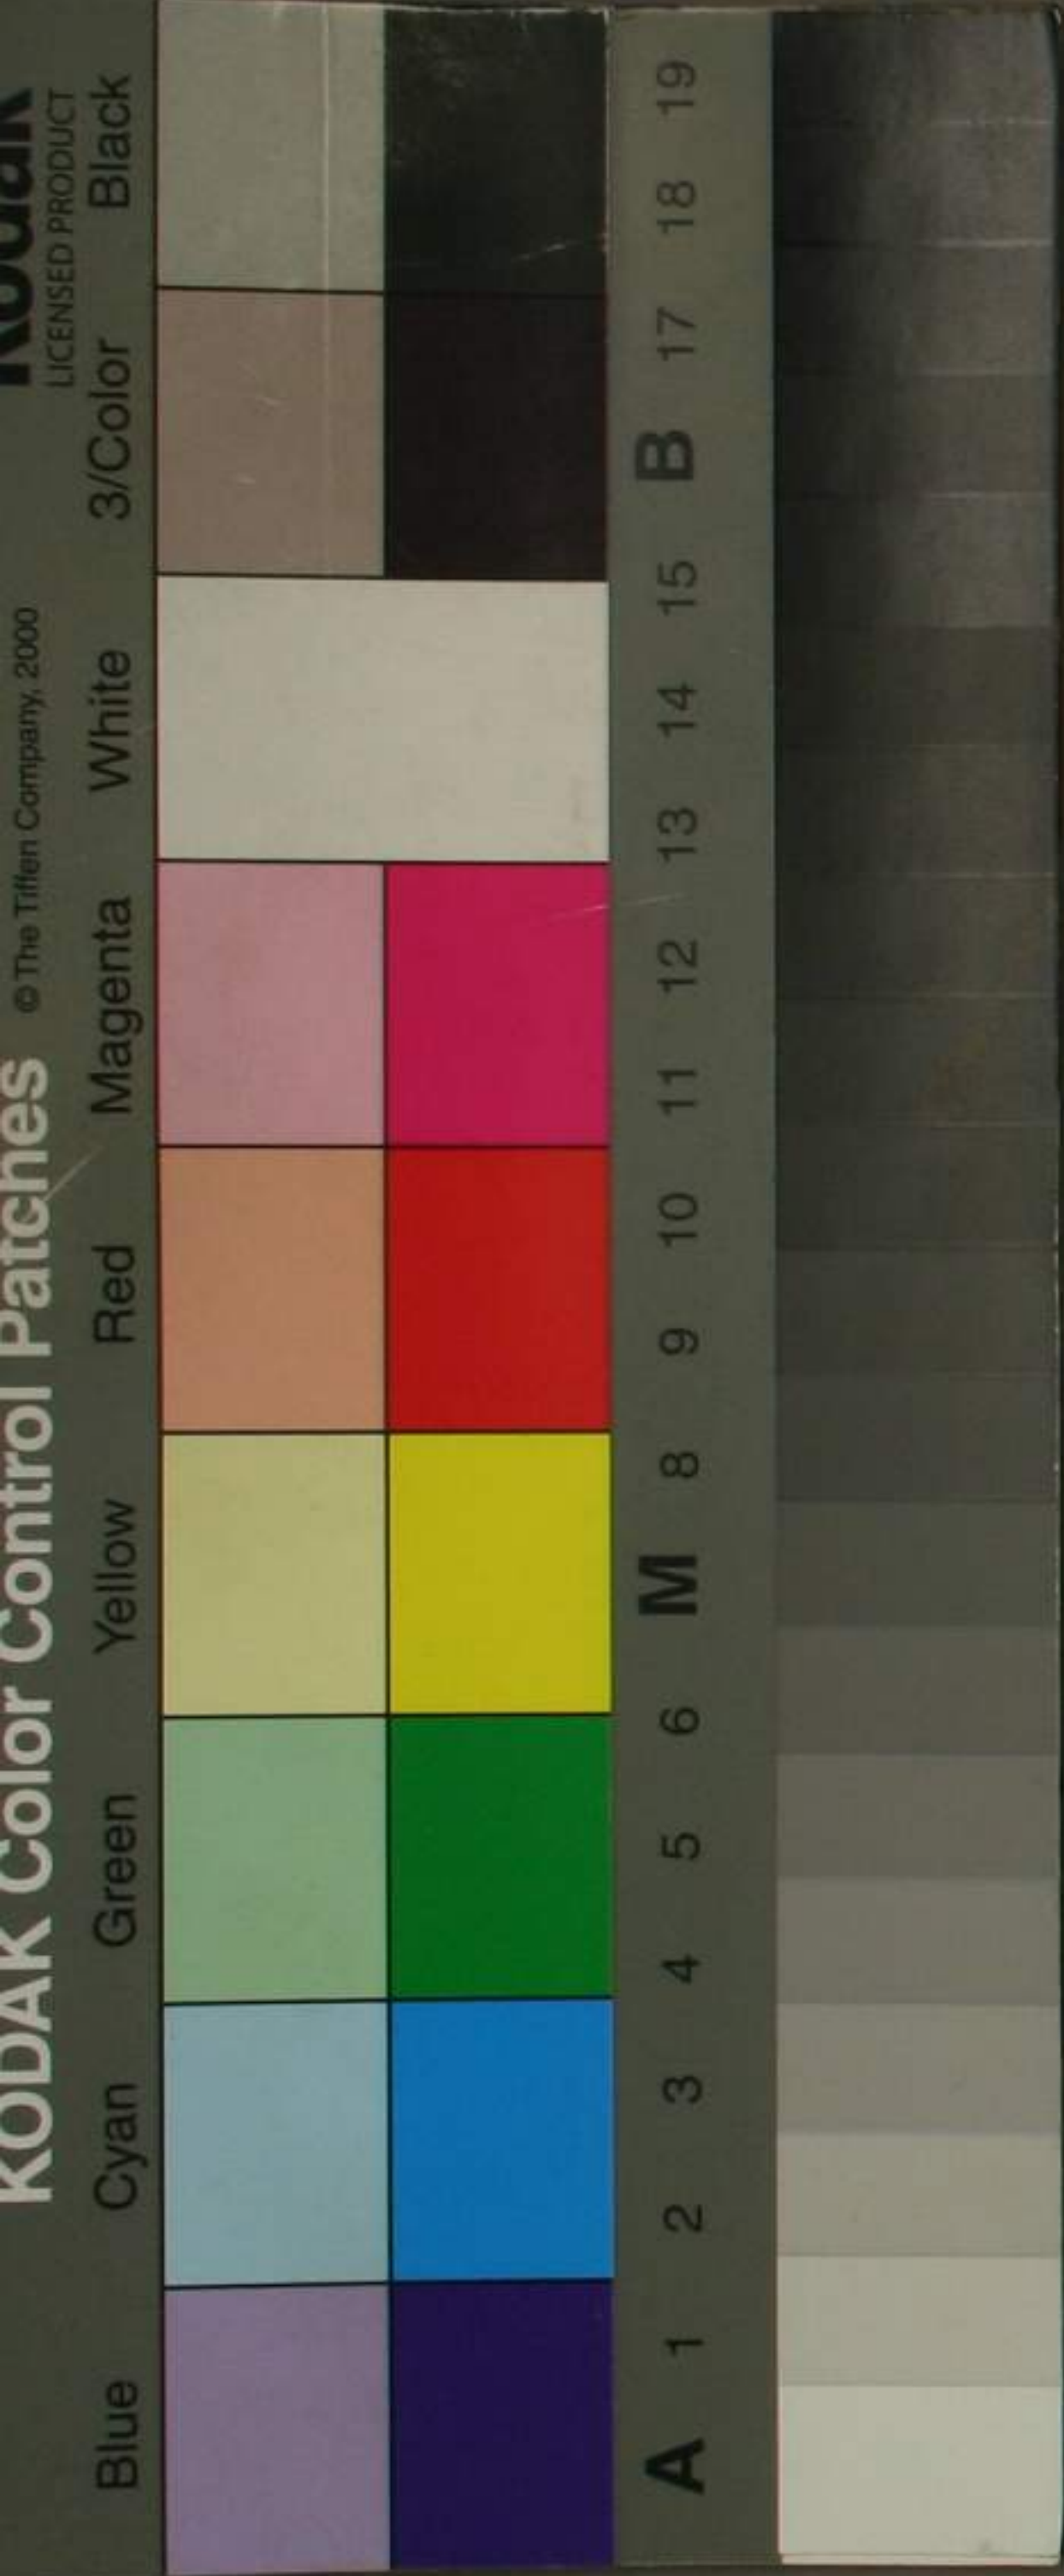 Kodak
LICENSED PRODUCT
KODAK Color Control Patches © The Tiffen Company, 2000
Blue Cyan Green Yellow Red Magenta White 3/Color Black
A 1 2 3 4 5 6 M 8 9 10 11 12 13 14 15 B 17 18 19